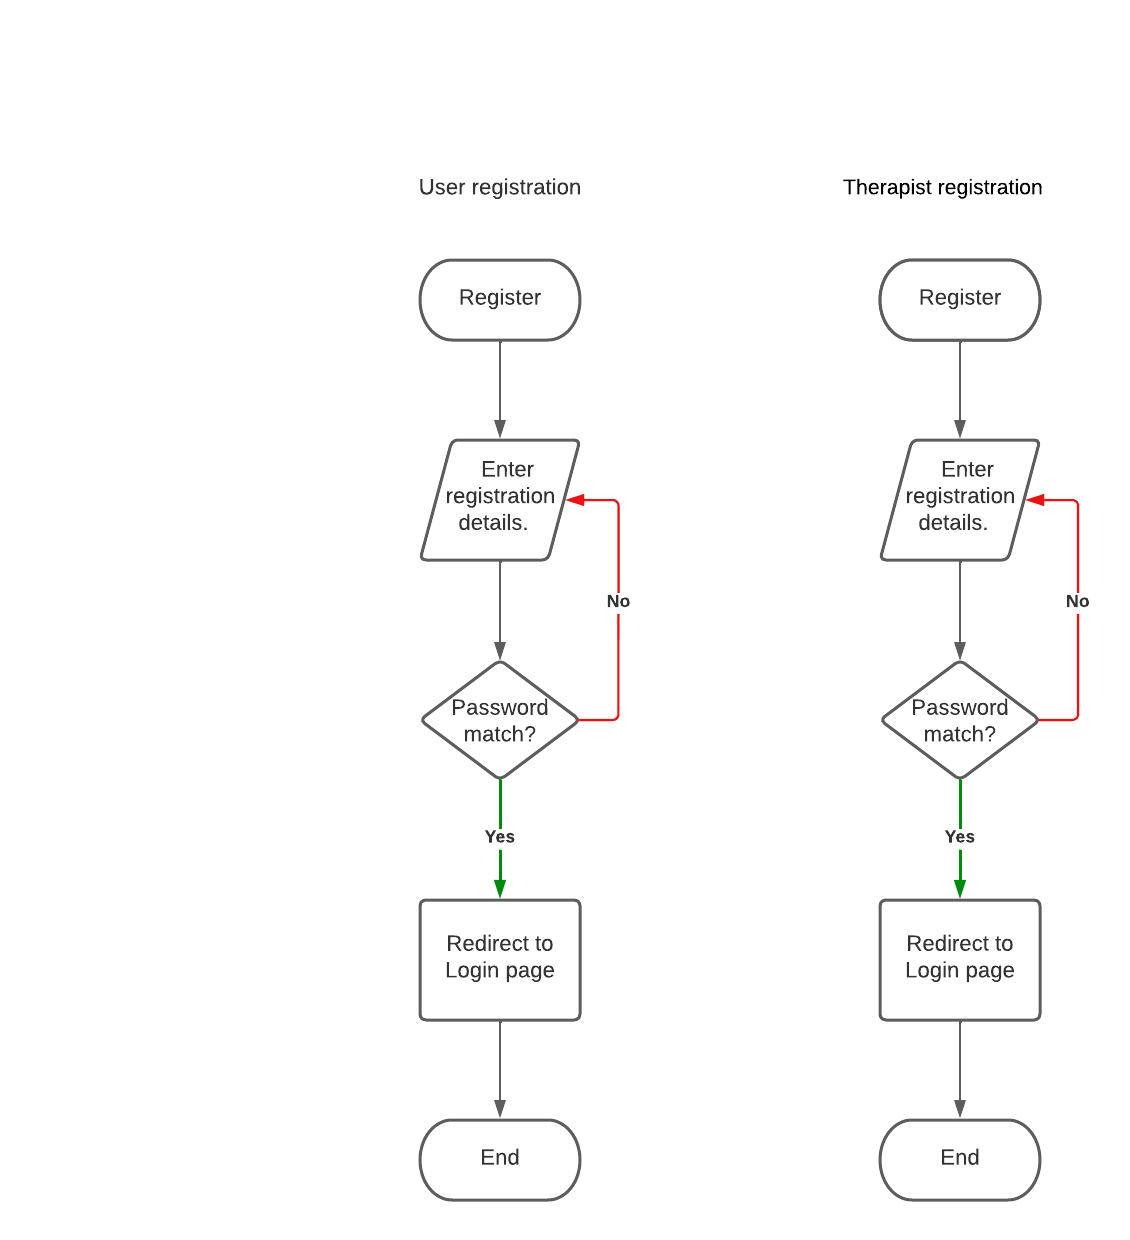 User registration
Register
Enter
registration
details.
No
Password
match?
Yes
Redirect to
Login page
End
Therapist registration
Register
Enter
registration
details.
No
Password
match?
Yes
Redirect to
Login page
End